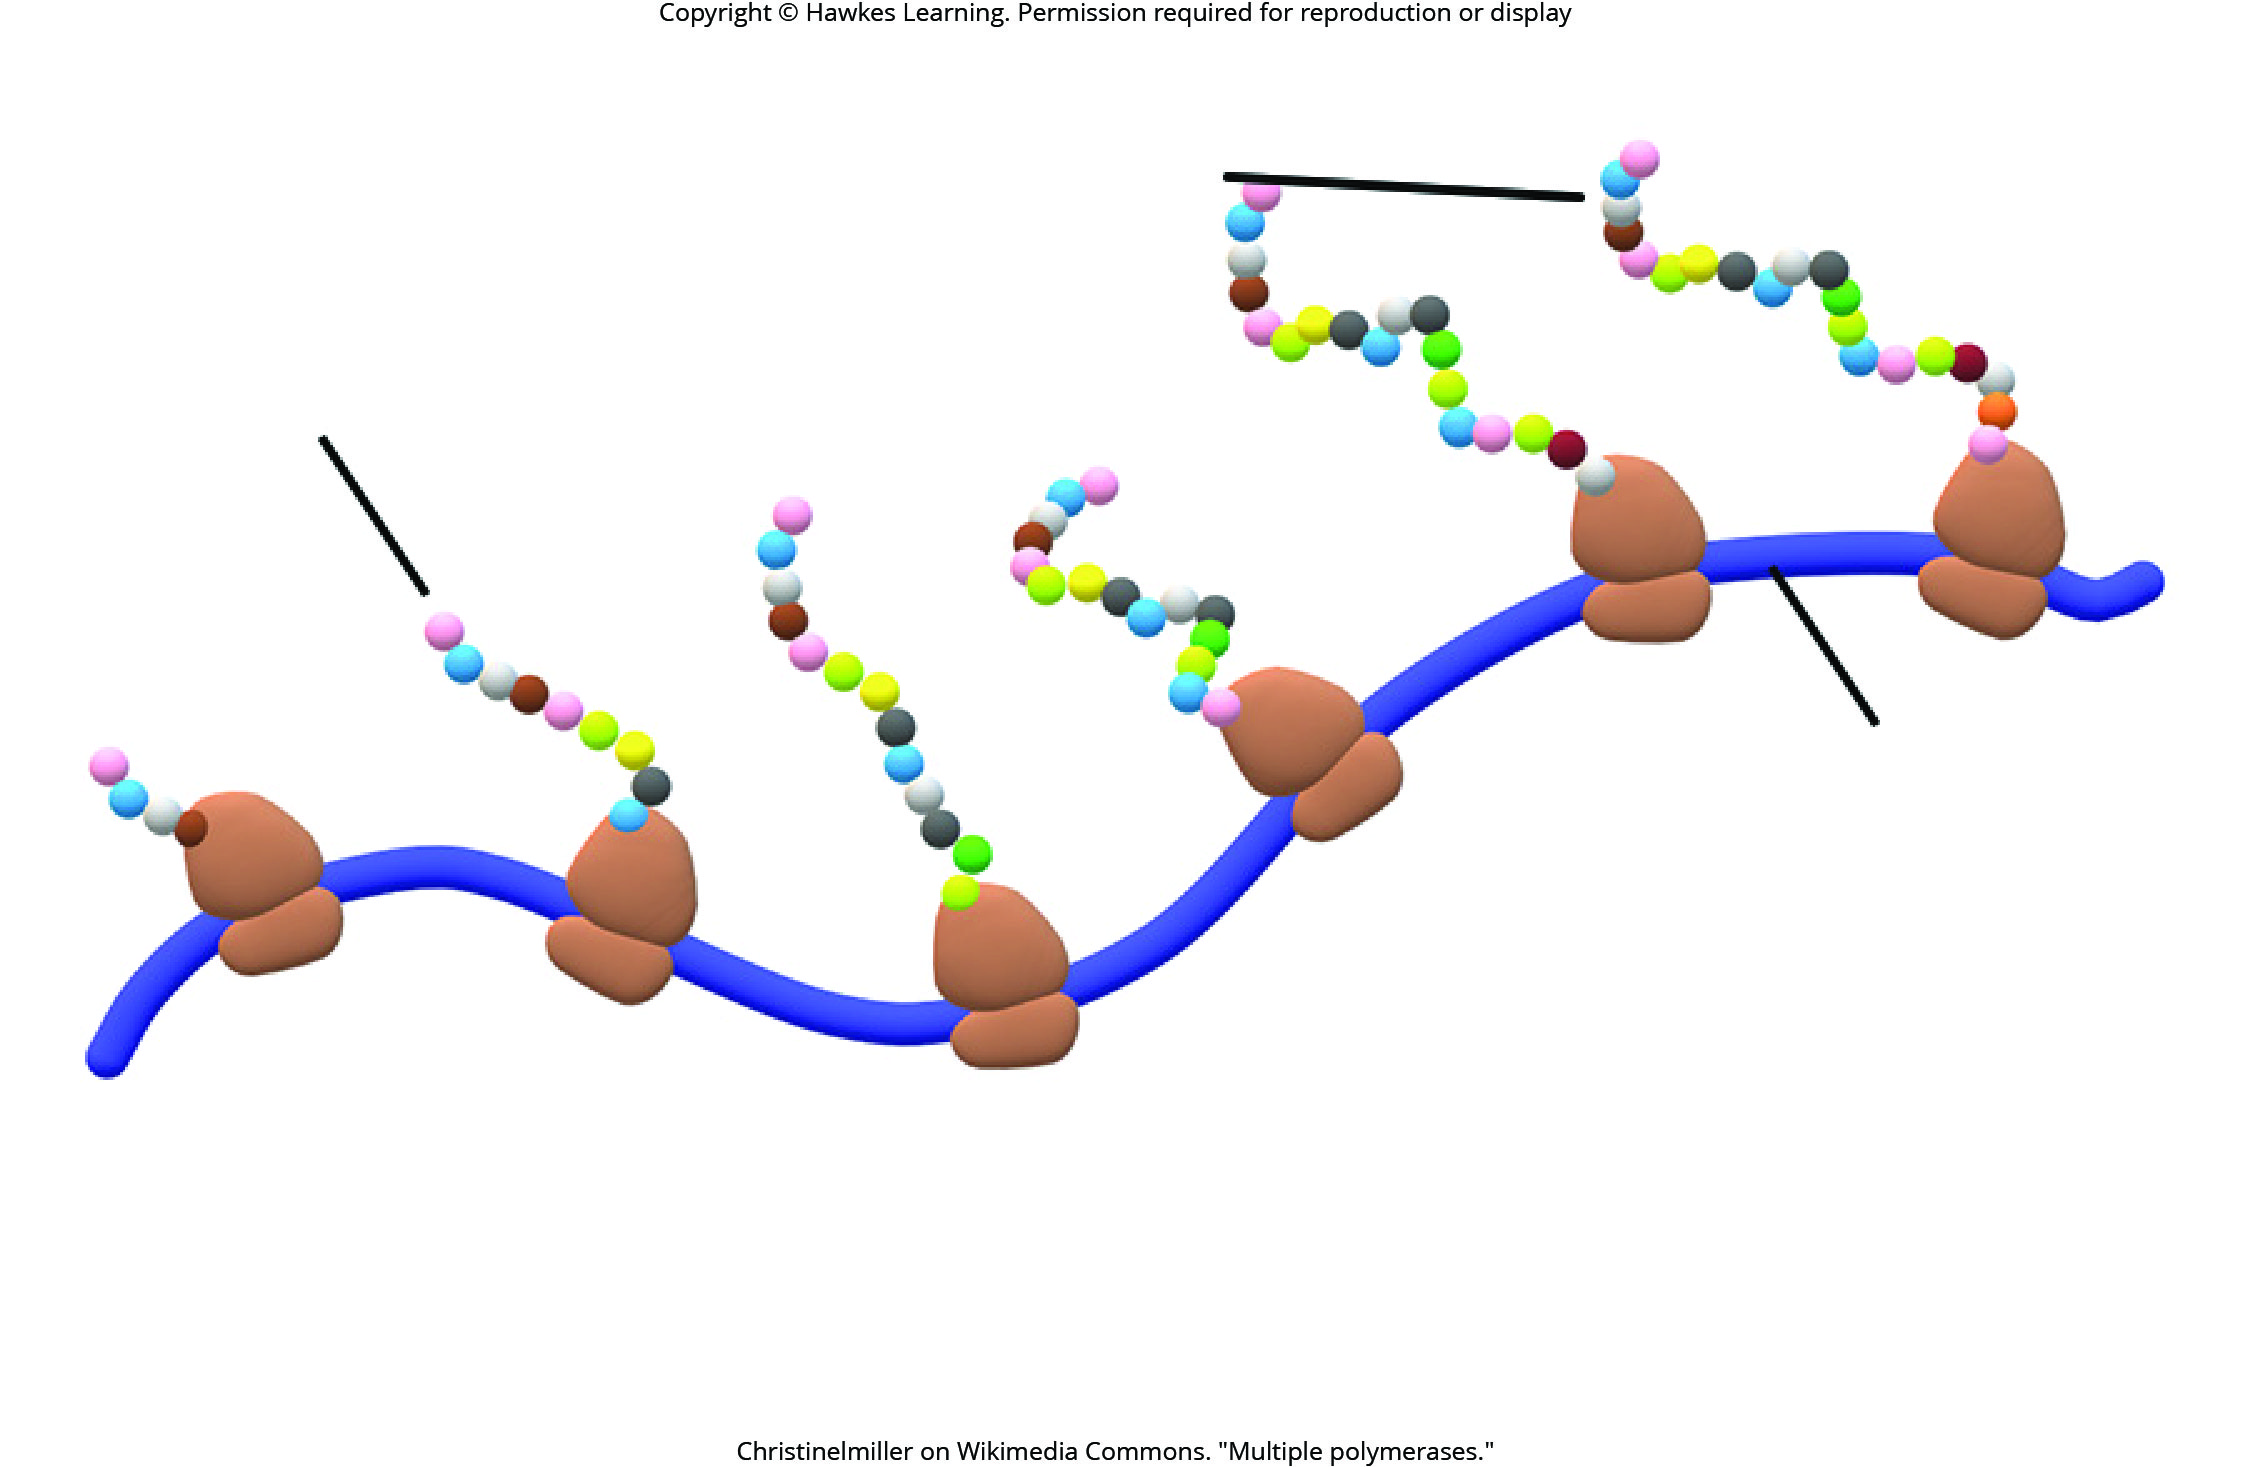 Copyright © Hawkes Learning. Permission required for reproduction or display
Christinelmiller on Wikimedia Commons. "Multiple polymerases."